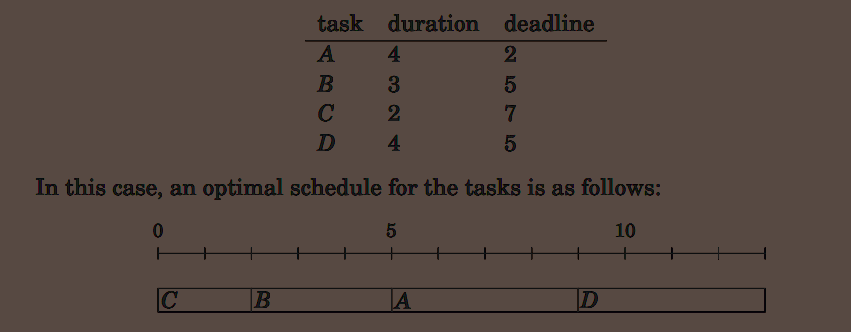 task duration deadline
A 4 2
B 3 5
C 2 7
D 4 5
In this case, an optimal schedule for the tasks is as follows:
0 5 10
C B A D